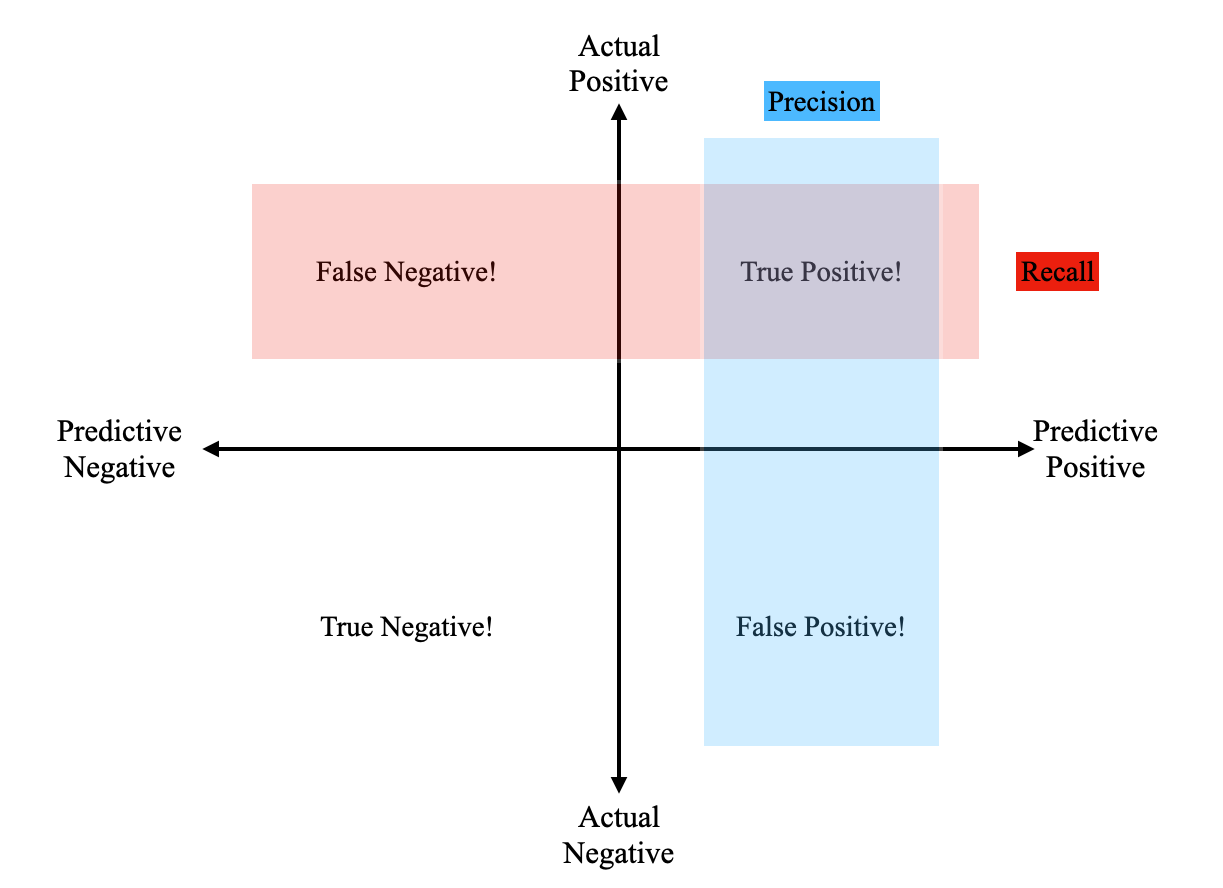 Actual
Positive
Precision
False Negative!
True Positive!
Recall
Predictive
Negative
Predictive
Positive
True Negative!
False Positive!
Actual
Negative